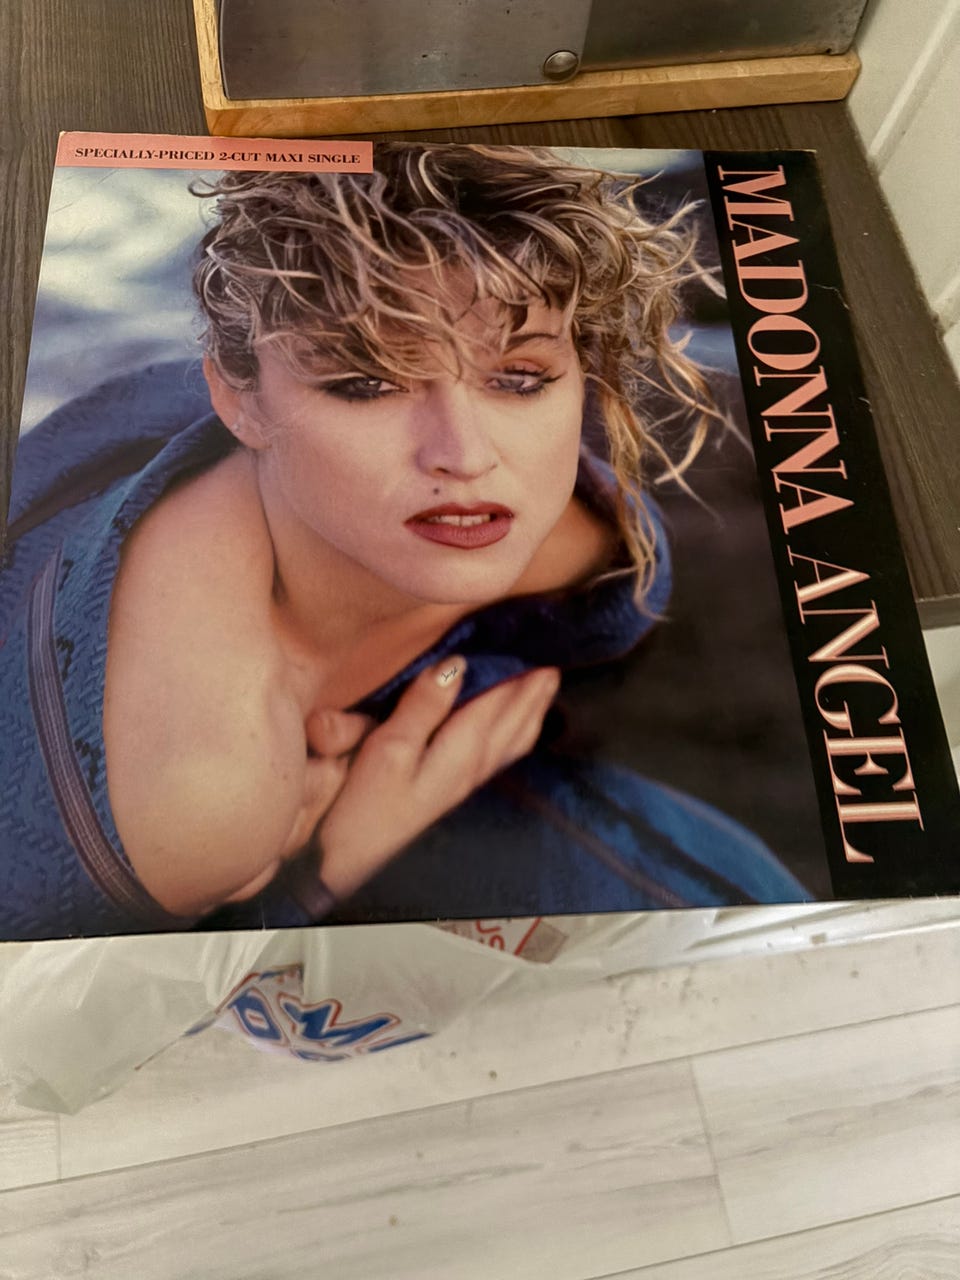 SPECIALLY-PRICED 2-CUT MAXI SINGLE
MADONNA ANGEL